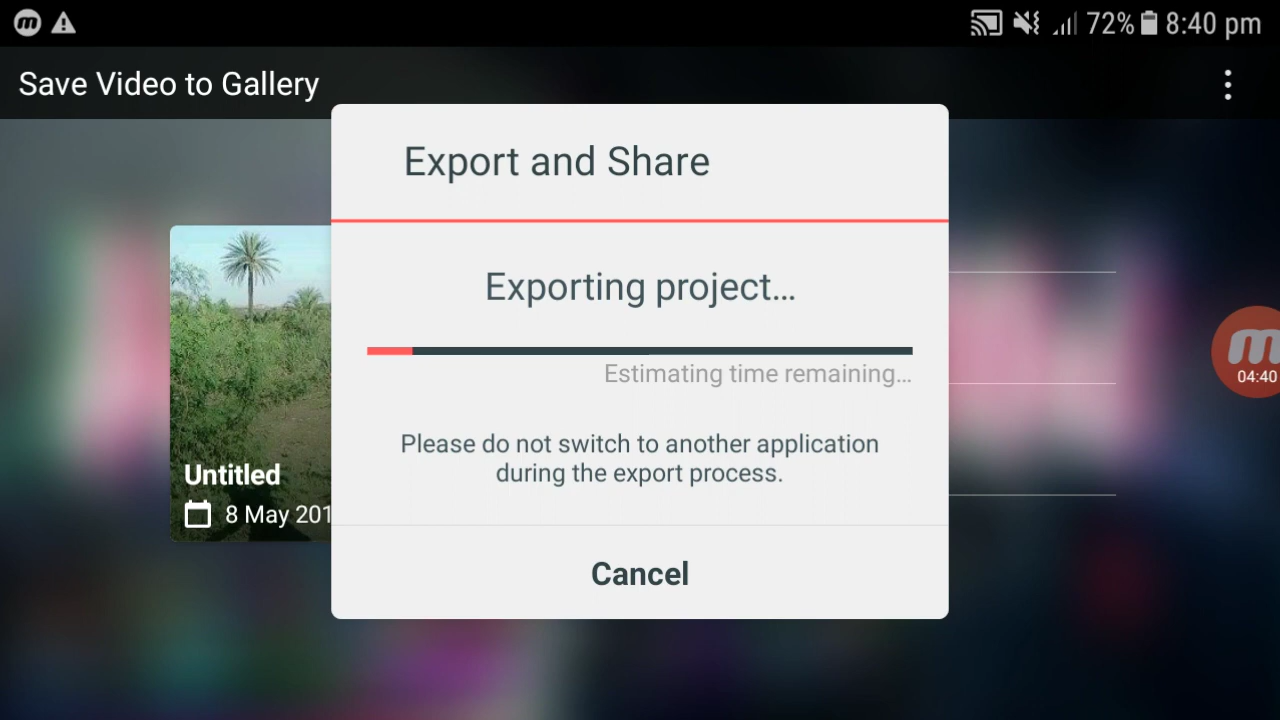 72% 8:40 pm
Save Video to Gallery
Export and Share
Exporting project...
Estimating time remaining...
Please do not switch to another application
during the export process.
Cancel
Untitled
8 May 201
04:40